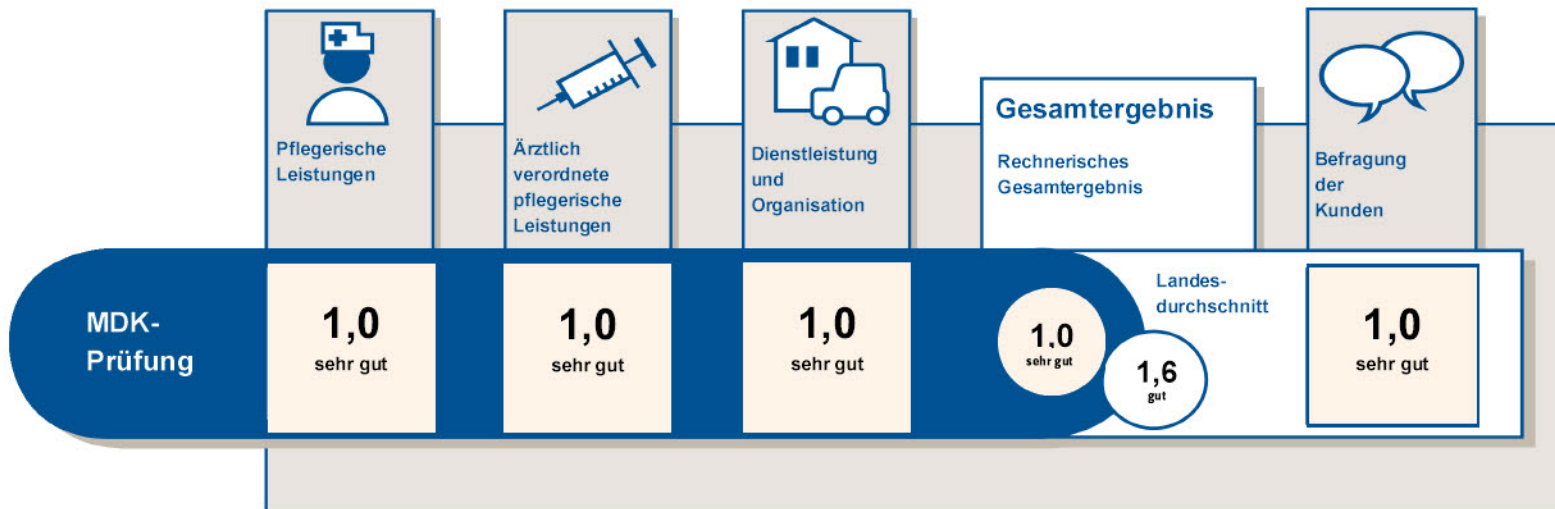 Pflegerische
Leistungen
Ärztlich
verordnete
pflegerische
Leistungen
Dienstleistung
und
Organisation
Gesamtergebnis
Rechnerisches
Gesamtergebnis
Befragung
der
Kunden
MDK-
Prüfung
1,0
sehr gut
1,0
sehr gut
1,0
sehr gut
1,0
sehr gut
Landes-
durchschnitt
1,6
gut
1,0
sehr gut